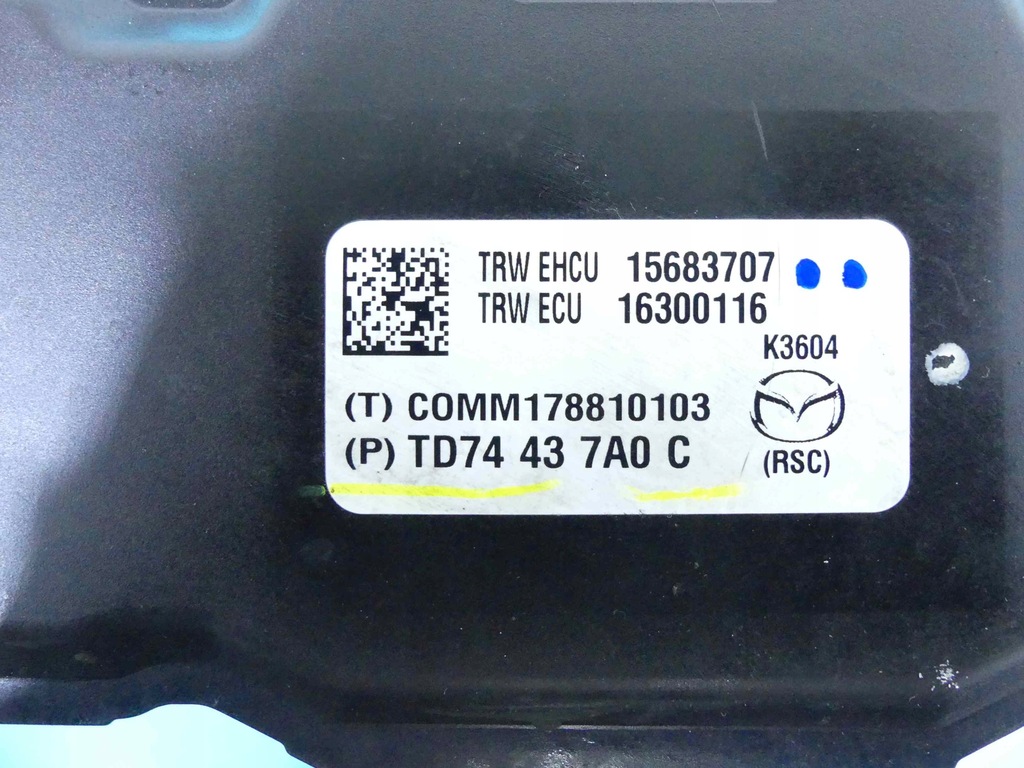 TRW EHCU 15683707
TRW ECU 16300116
K3604
(T) COMM178810103
(P) TD74 43 7A0 C
(RSC)